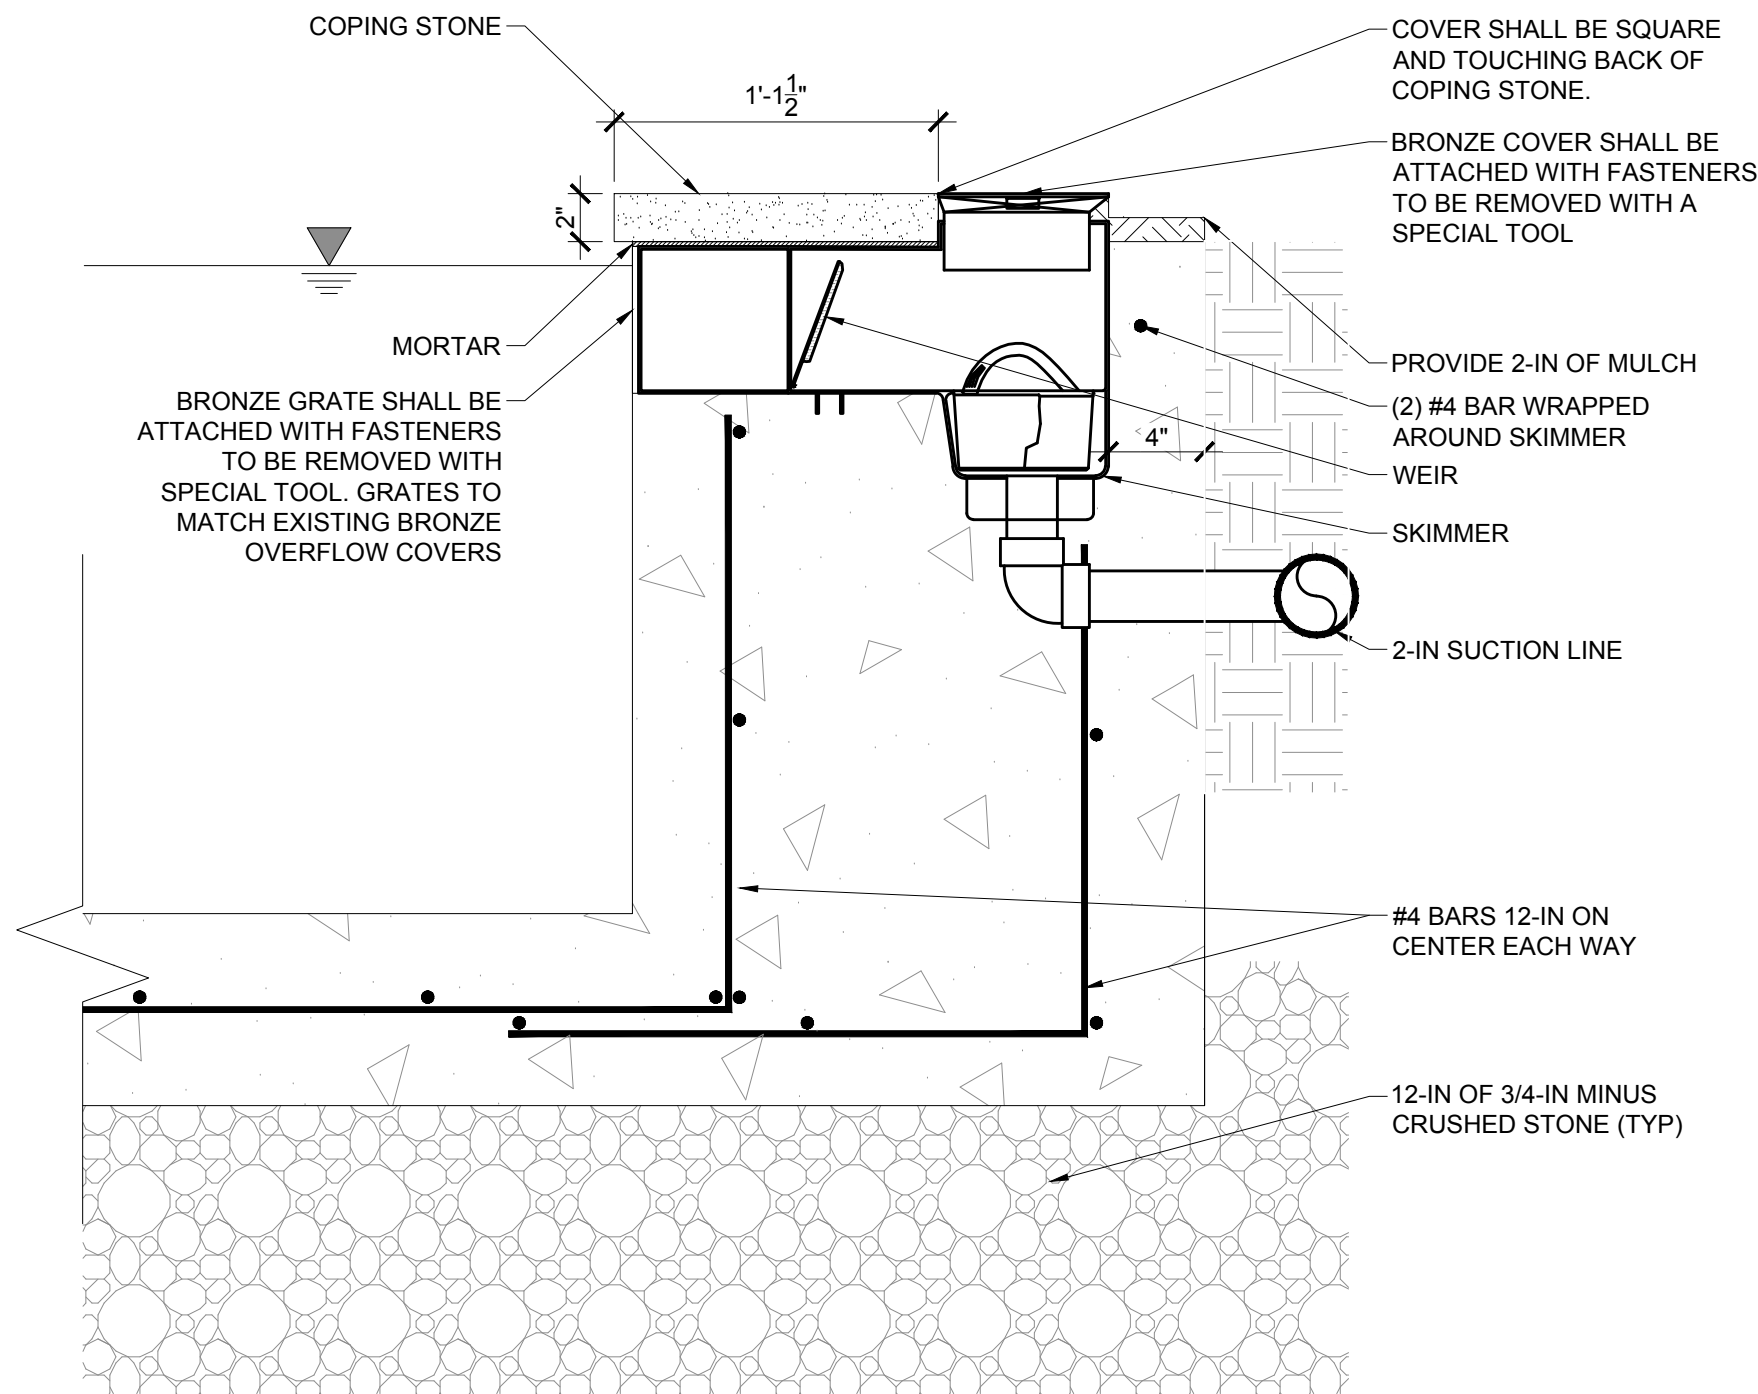 COPING STONE
1'-1 1/2"
2"
MORTAR
BRONZE GRATE SHALL BE
ATTACHED WITH FASTENERS
TO BE REMOVED WITH
SPECIAL TOOL. GRATES TO
MATCH EXISTING BRONZE
OVERFLOW COVERS
COVER SHALL BE SQUARE
AND TOUCHING BACK OF
COPING STONE.
BRONZE COVER SHALL BE
ATTACHED WITH FASTENERS
TO BE REMOVED WITH A
SPECIAL TOOL
PROVIDE 2-IN OF MULCH
(2) #4 BAR WRAPPED
AROUND SKIMMER
4"
WEIR
SKIMMER
2-IN SUCTION LINE
#4 BARS 12-IN ON
CENTER EACH WAY
12-IN OF 3/4-IN MINUS
CRUSHED STONE (TYP)